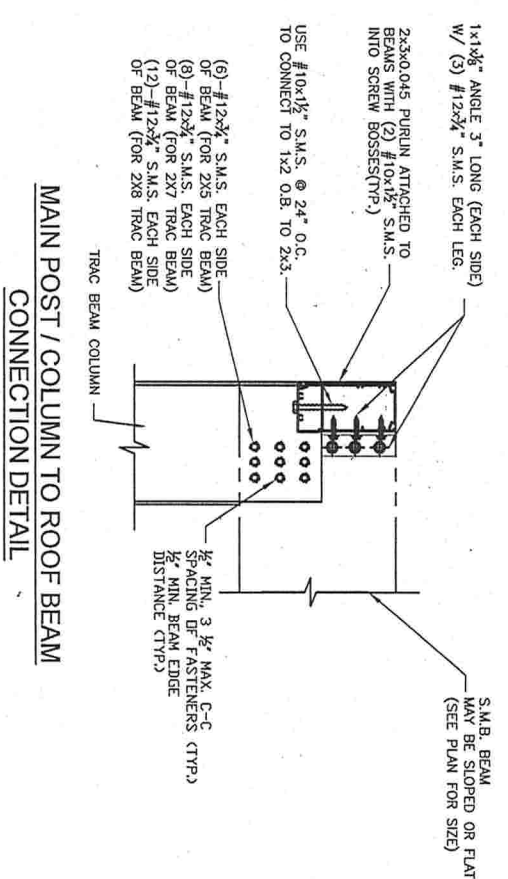 1x1x⅛" ANGLE 3" LONG (EACH SIDE)
W/ (3) #12x¾" S.M.S. EACH LEG.
2x3x0.045 PURLIN ATTACHED TO
BEAMS WITH (2) #10x1½" S.M.S.
INTO SCREW BOSSES(TYP.)
USE #10x1½" S.M.S. @ 24" O.C.
TO CONNECT TO 1x2 O.B. TO 2x3.
(6)-#12x¾" S.M.S. EACH SIDE
OF BEAM (FOR 2X5 TRAC BEAM)
(8)-#12x¾" S.M.S. EACH SIDE
OF BEAM (FOR 2X7 TRAC BEAM)
(12)-#12x¾" S.M.S. EACH SIDE
OF BEAM (FOR 2X8 TRAC BEAM)
TRAC BEAM COLUMN
S.M.B. BEAM
MAY BE SLOPED OR FLAT
(SEE PLAN FOR SIZE)
½" MIN., 3 ½" MAX. C-C
SPACING OF FASTENERS (TYP.)
½" MIN. BEAM EDGE
DISTANCE (TYP.)
MAIN POST / COLUMN TO ROOF BEAM
CONNECTION DETAIL